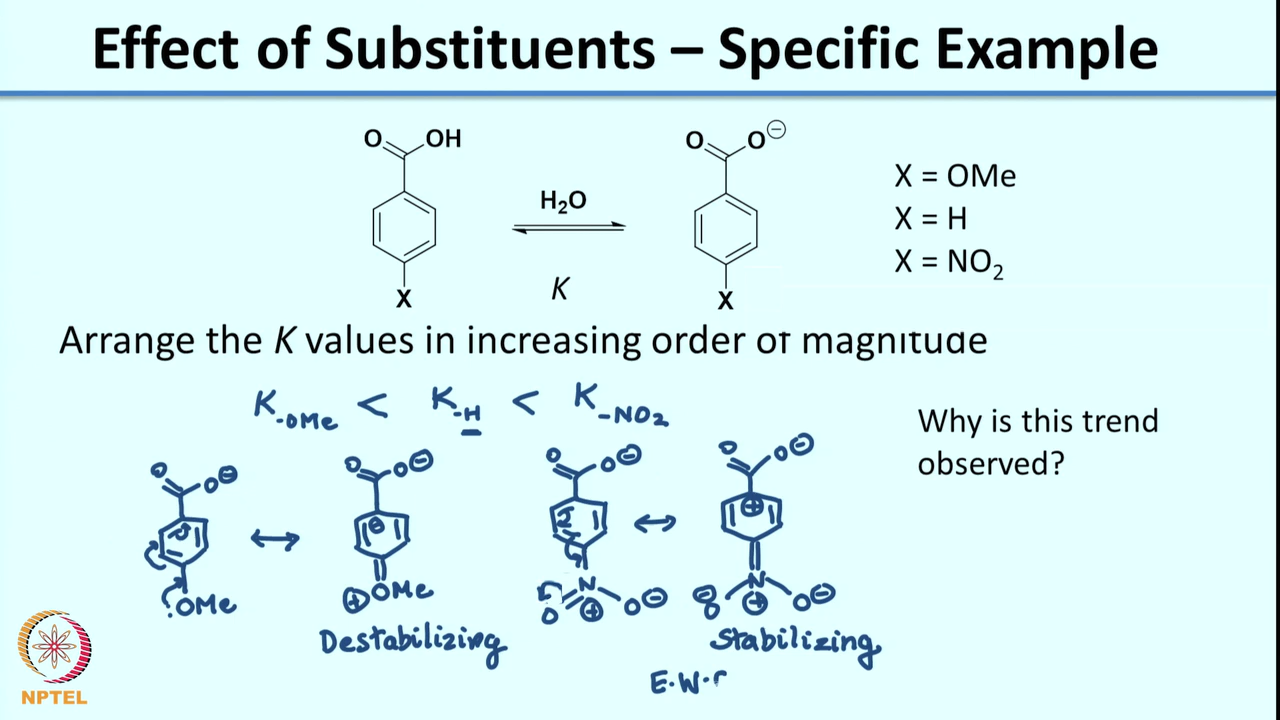 Effect of Substituents – Specific Example
O OH O O⊖
H₂O
K
X X
X = OMe
X = H
X = NO₂
Arrange the K values in increasing order of magnitude
K-OMe < K-H < K-NO₂
Why is this trend
observed?
O O⊖ ↔ O O⊖ O O⊖ ↔ O O⊖
⊖ ⊕
:OMe ⊕OMe O N⊕ O⊖ ⊖O N⊕ O⊖
Destabilizing Stabilizing
E.W.
NPTEL